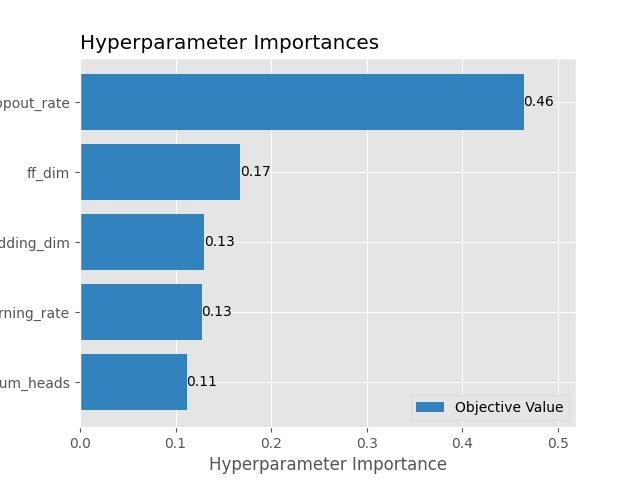 Hyperparameter Importances
opout_rate
0.46
ff_dim
0.17
dding_dim
0.13
rning_rate
0.13
um_heads
0.11
Objective Value
0.0 0.1 0.2 0.3 0.4 0.5
Hyperparameter Importance